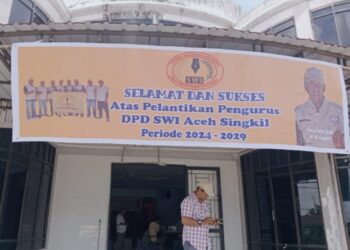 SWI
SELAMAT DAN SUKSES
Atas Pelantikan Pengurus
DPD SWI Aceh Singkil
Periode 2024 - 2029